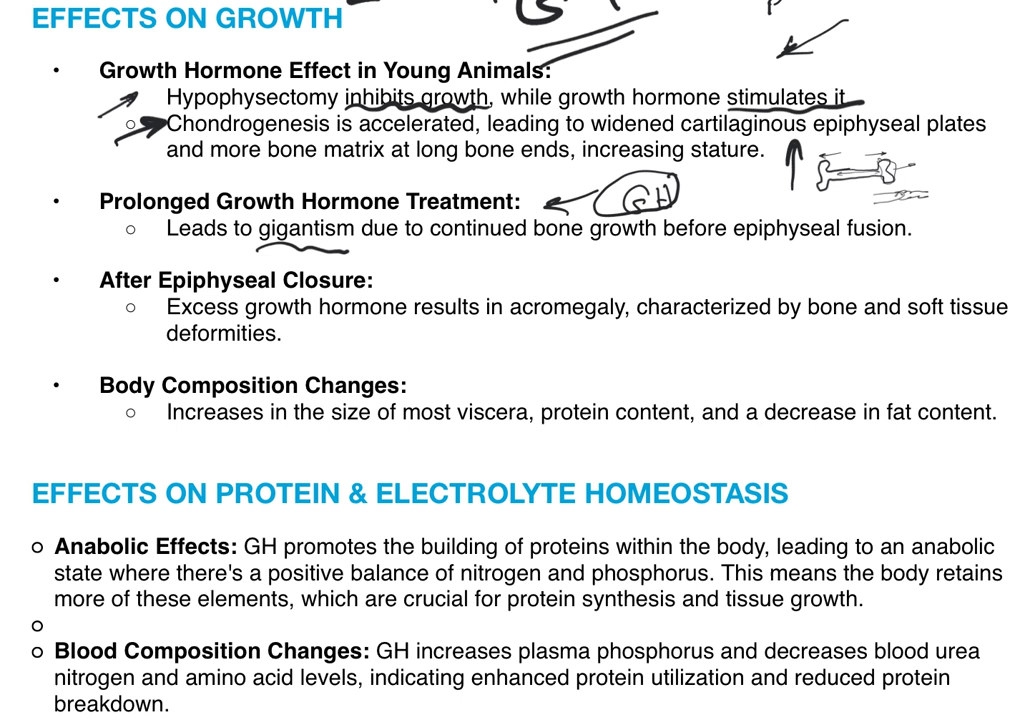 EFFECTS ON GROWTH
• Growth Hormone Effect in Young Animals:
Hypophysectomy inhibits growth, while growth hormone stimulates it
○ Chondrogenesis is accelerated, leading to widened cartilaginous epiphyseal plates
and more bone matrix at long bone ends, increasing stature.
• Prolonged Growth Hormone Treatment: GH
○ Leads to gigantism due to continued bone growth before epiphyseal fusion.
• After Epiphyseal Closure:
○ Excess growth hormone results in acromegaly, characterized by bone and soft tissue
deformities.
• Body Composition Changes:
○ Increases in the size of most viscera, protein content, and a decrease in fat content.
EFFECTS ON PROTEIN & ELECTROLYTE HOMEOSTASIS
○ Anabolic Effects: GH promotes the building of proteins within the body, leading to an anabolic
state where there's a positive balance of nitrogen and phosphorus. This means the body retains
more of these elements, which are crucial for protein synthesis and tissue growth.
○
○ Blood Composition Changes: GH increases plasma phosphorus and decreases blood urea
nitrogen and amino acid levels, indicating enhanced protein utilization and reduced protein
breakdown.